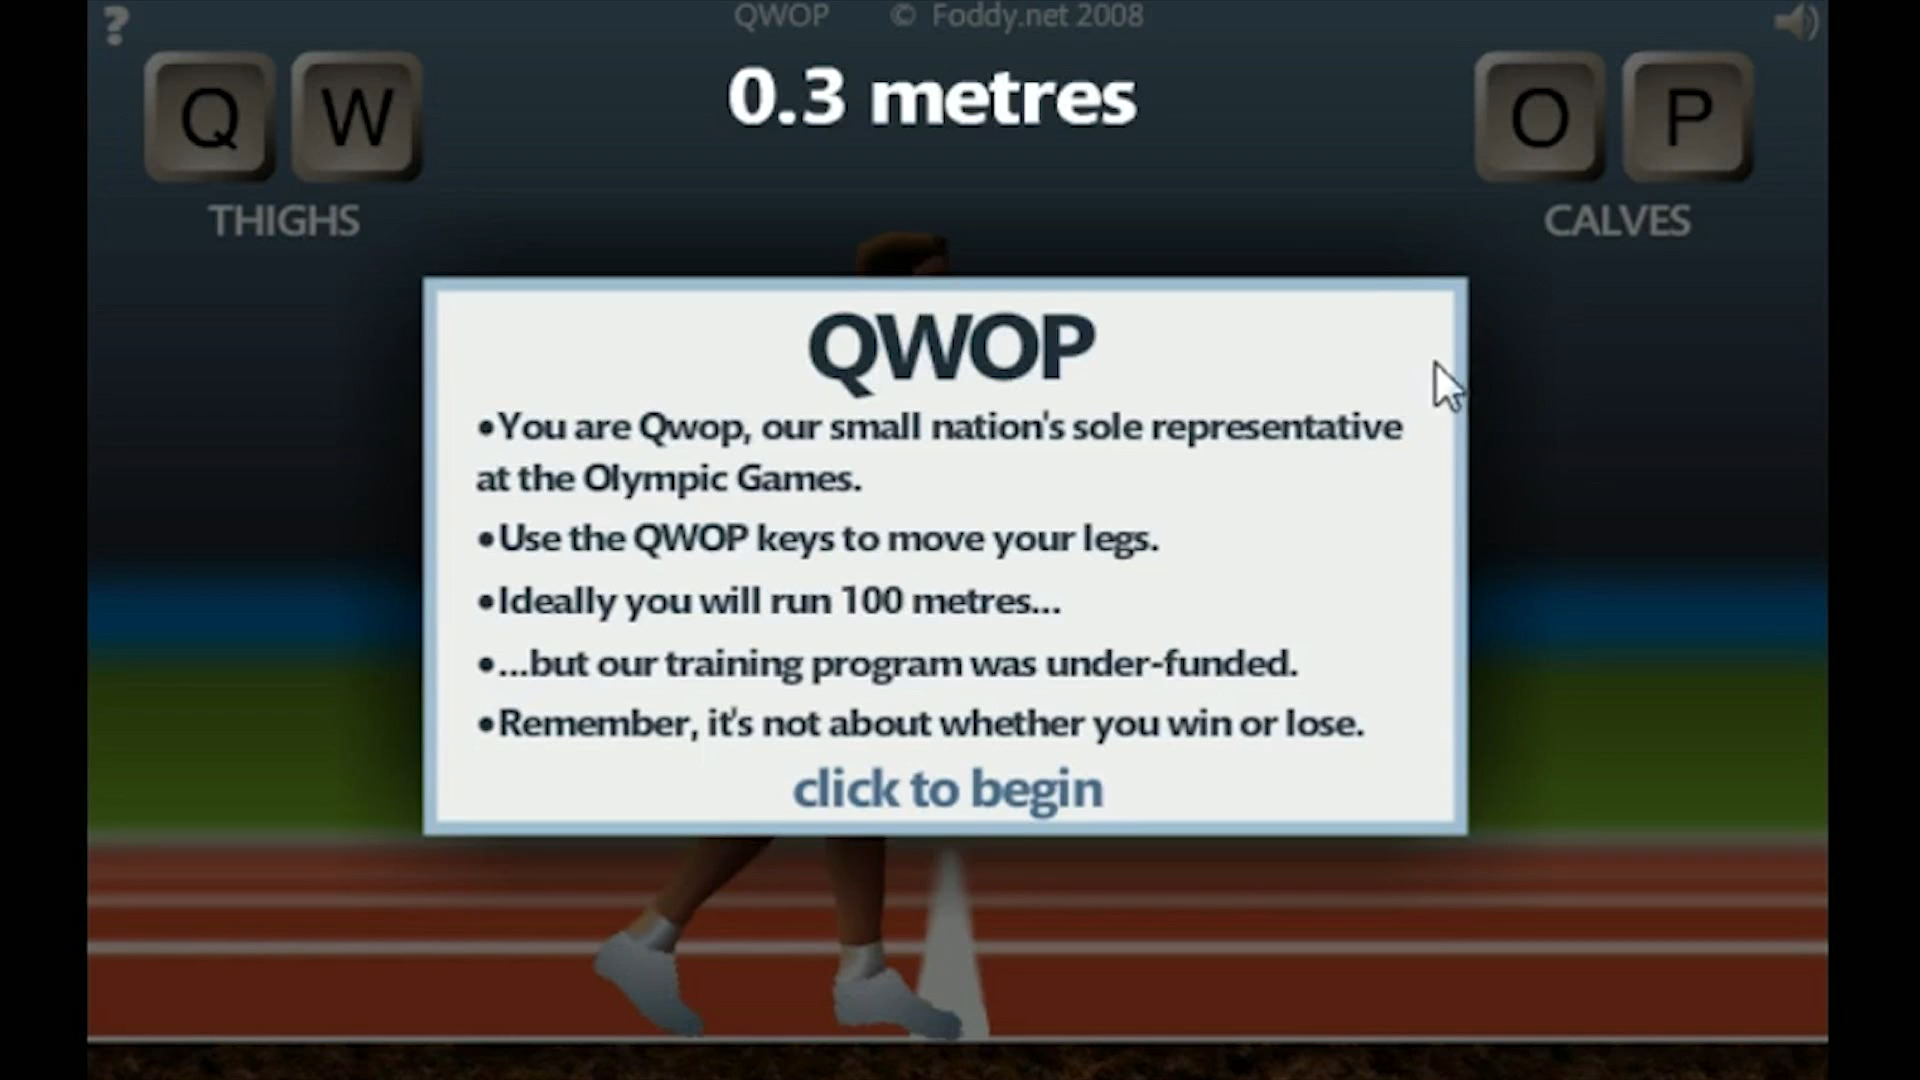 ?
QWOP © Foddy.net 2008
Q W
0.3 metres
O P
THIGHS
CALVES
QWOP
•You are Qwop, our small nation's sole representative
at the Olympic Games.
•Use the QWOP keys to move your legs.
•Ideally you will run 100 metres...
•...but our training program was under-funded.
•Remember, it's not about whether you win or lose.
click to begin